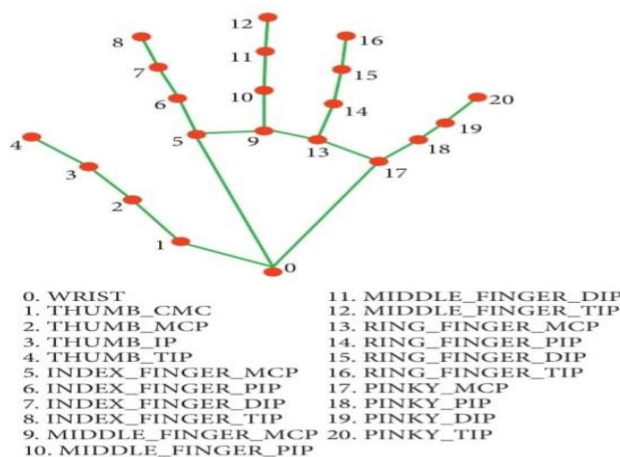 12
8
16
11
7
15
10
6
14
20
4
5
9
13
19
3
17
18
2
1
0
0. WRIST
1. THUMB_CMC
2. THUMB_MCP
3. THUMB_IP
4. THUMB_TIP
5. INDEX_FINGER_MCP
6. INDEX_FINGER_PIP
7. INDEX_FINGER_DIP
8. INDEX_FINGER_TIP
9. MIDDLE_FINGER_MCP
10. MIDDLE_FINGER_PIP
11. MIDDLE_FINGER_DIP
12. MIDDLE_FINGER_TIP
13. RING_FINGER_MCP
14. RING_FINGER_PIP
15. RING_FINGER_DIP
16. RING_FINGER_TIP
17. PINKY_MCP
18. PINKY_PIP
19. PINKY_DIP
20. PINKY_TIP